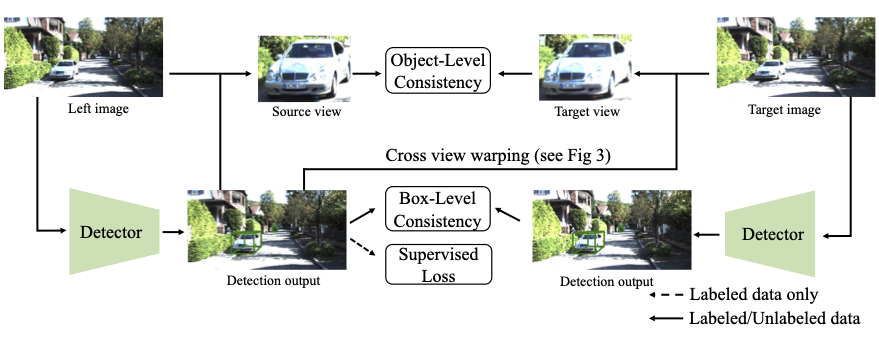 Object-Level
Consistency
Left image
Source view
Target view
Target image
Cross view warping (see Fig 3)
Detector
Box-Level
Consistency
Detector
Supervised
Loss
Detection output
Detection output
Labeled data only
Labeled/Unlabeled data